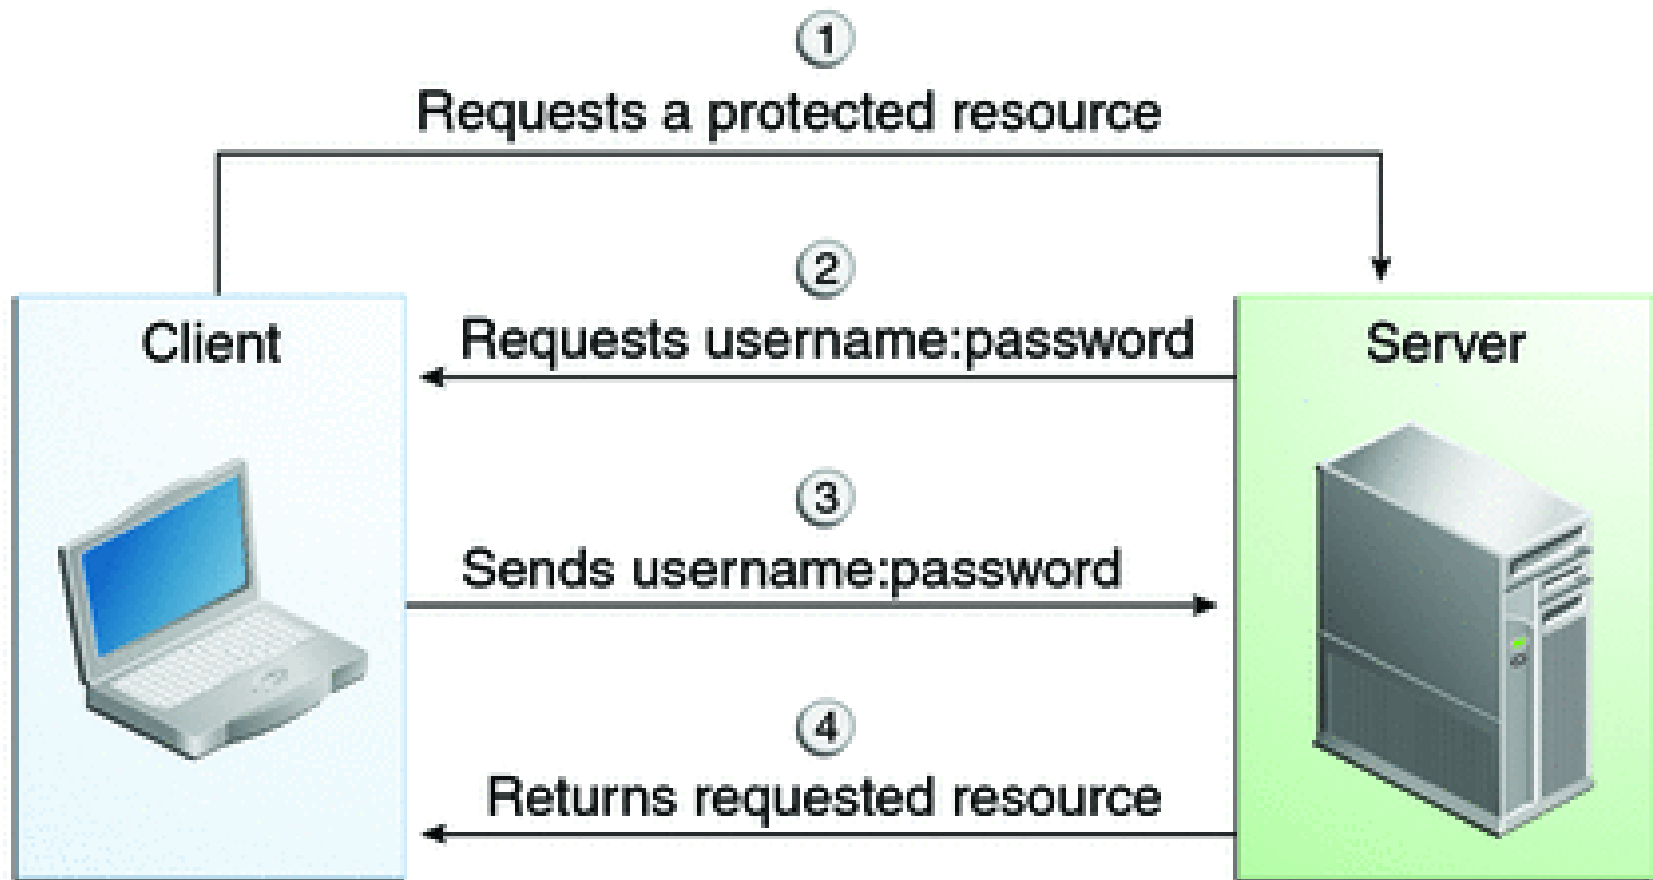 1
Requests a protected resource
2
Client
Requests username:password
Server
3
Sends username:password
4
Returns requested resource